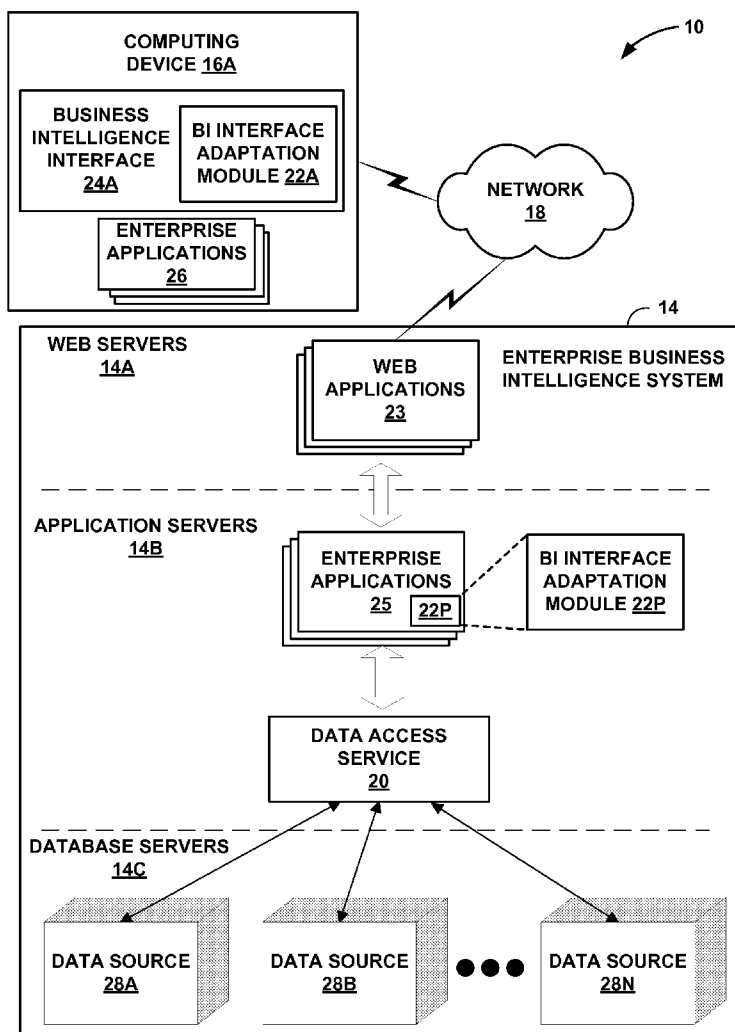 10
COMPUTING
DEVICE 16A
BUSINESS
INTELLIGENCE
INTERFACE
24A
BI INTERFACE
ADAPTATION
MODULE 22A
ENTERPRISE
APPLICATIONS
26
NETWORK
18
14
WEB SERVERS
14A
WEB
APPLICATIONS
23
ENTERPRISE BUSINESS
INTELLIGENCE SYSTEM
APPLICATION SERVERS
14B
ENTERPRISE
APPLICATIONS
25
22P
BI INTERFACE
ADAPTATION
MODULE 22P
DATA ACCESS
SERVICE
20
DATABASE SERVERS
14C
DATA SOURCE
28A
DATA SOURCE
28B
DATA SOURCE
28N